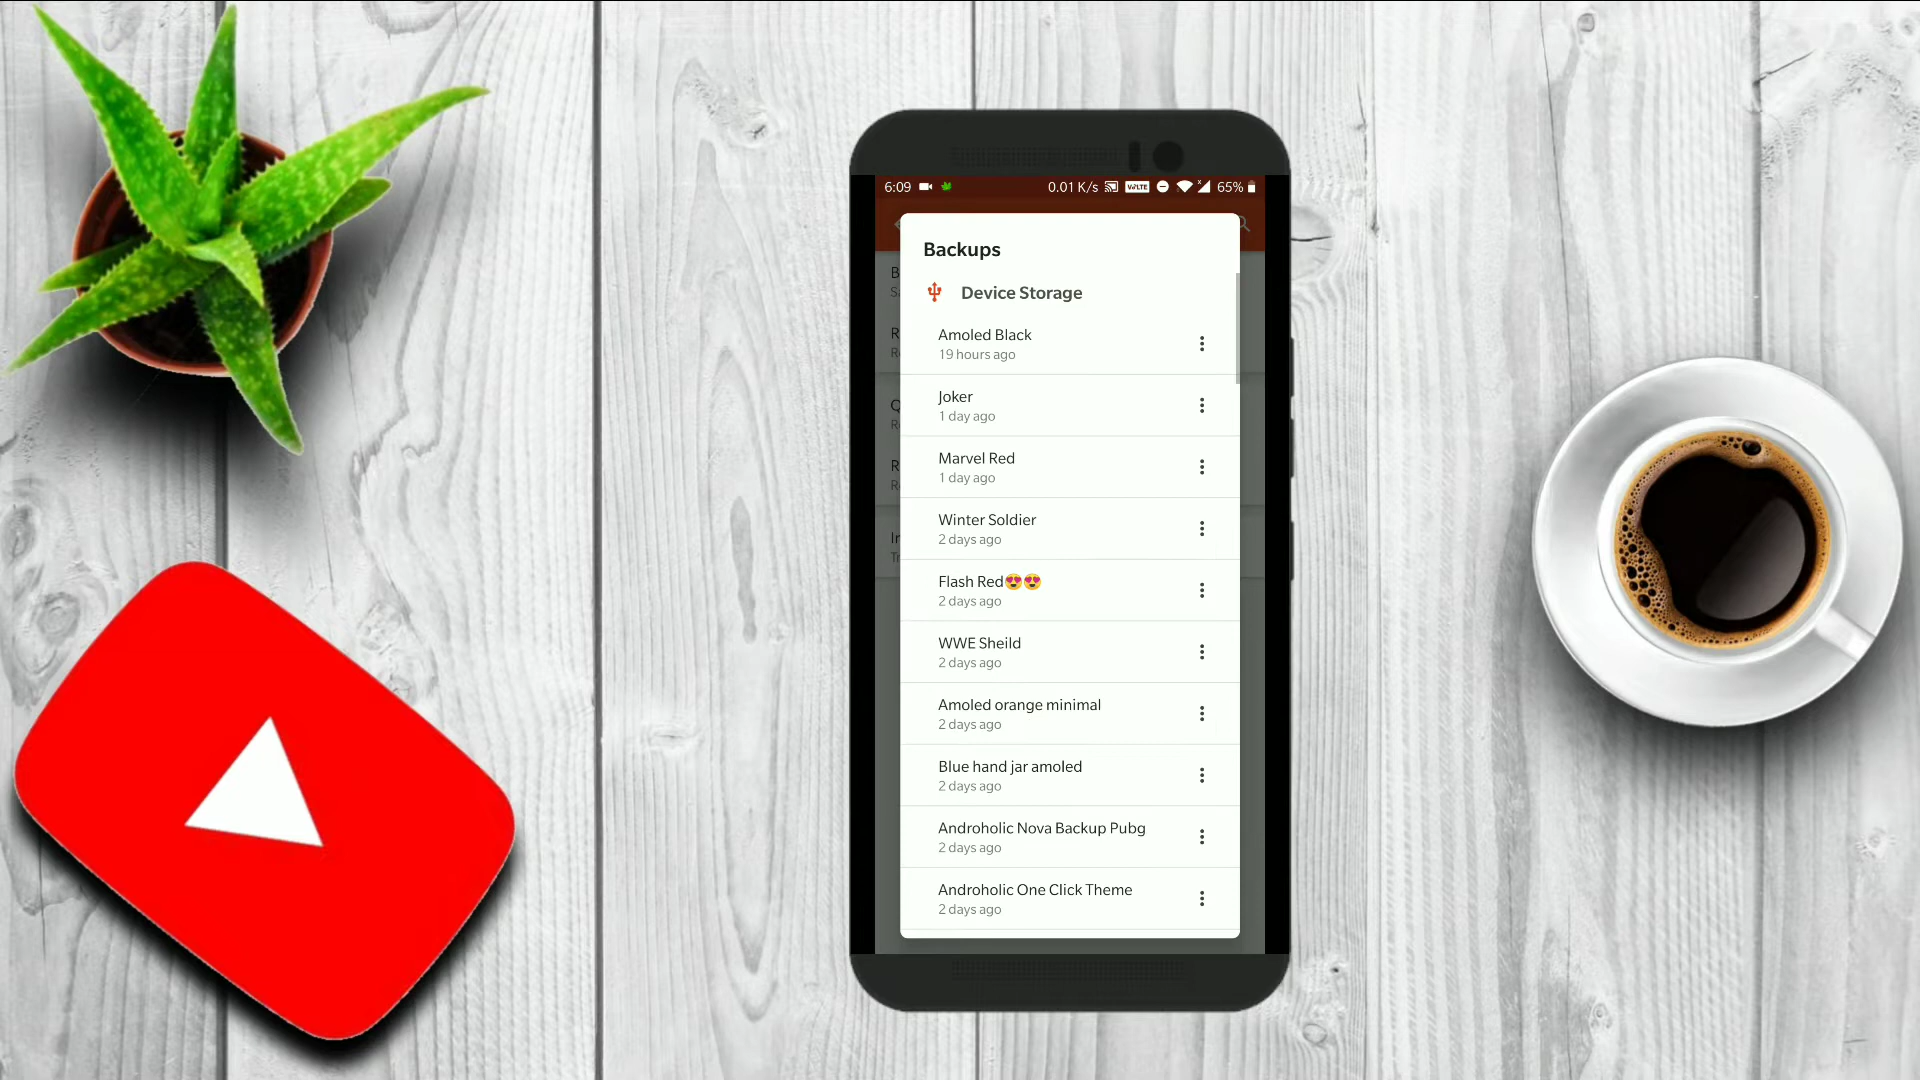 6:09 0.01 K/s VoLTE 65%
Backups
Device Storage
Amoled Black
19 hours ago
Joker
1 day ago
Marvel Red
1 day ago
Winter Soldier
2 days ago
Flash Red😍😍
2 days ago
WWE Sheild
2 days ago
Amoled orange minimal
2 days ago
Blue hand jar amoled
2 days ago
Androholic Nova Backup Pubg
2 days ago
Androholic One Click Theme
2 days ago